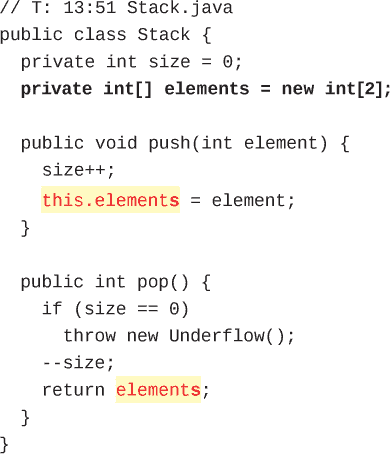 // T: 13:51 Stack.java
public class Stack {
  private int size = 0;
  private int[] elements = new int[2];

  public void push(int element) {
    size++;
    this.elements = element;
  }

  public int pop() {
    if (size == 0)
      throw new Underflow();
    --size;
    return elements;
  }
}